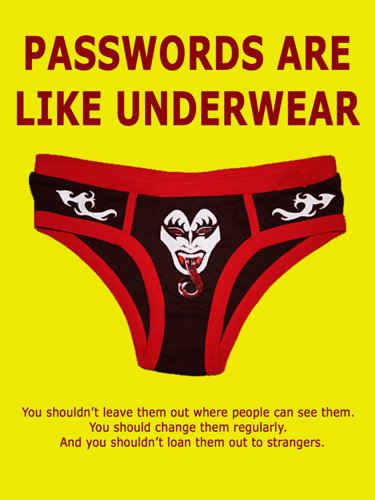 PASSWORDS ARE
LIKE UNDERWEAR
You shouldn't leave them out where people can see them.
You should change them regularly.
And you shouldn't loan them out to strangers.